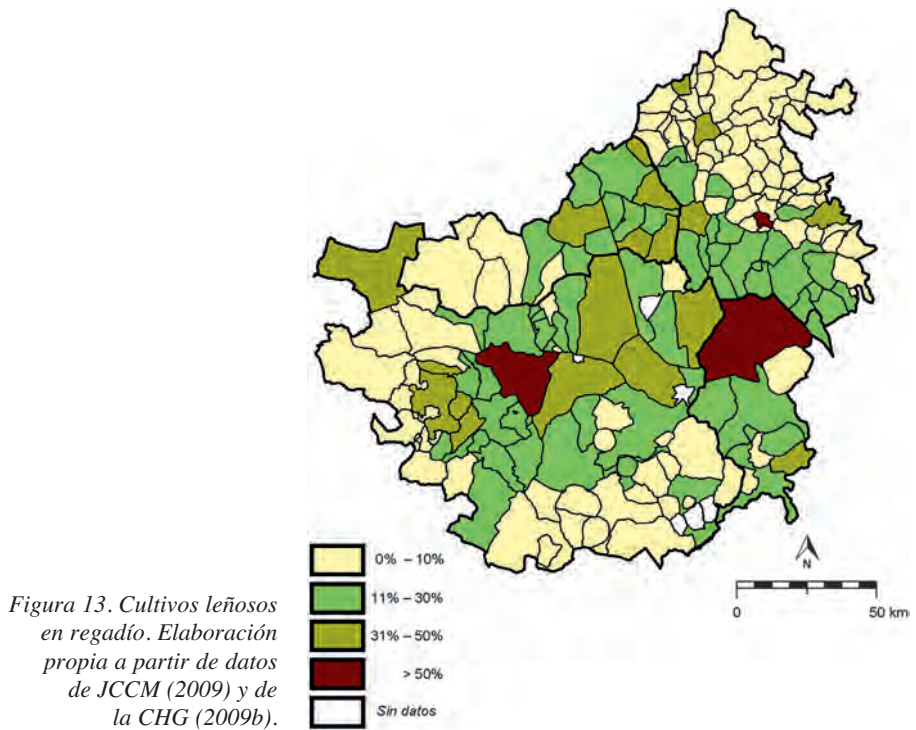 0% – 10%
11% – 30%
31% – 50%
> 50%
Sin datos
N
0 50 km
Figura 13. Cultivos leñosos
en regadío. Elaboración
propia a partir de datos
de JCCM (2009) y de
la CHG (2009b).